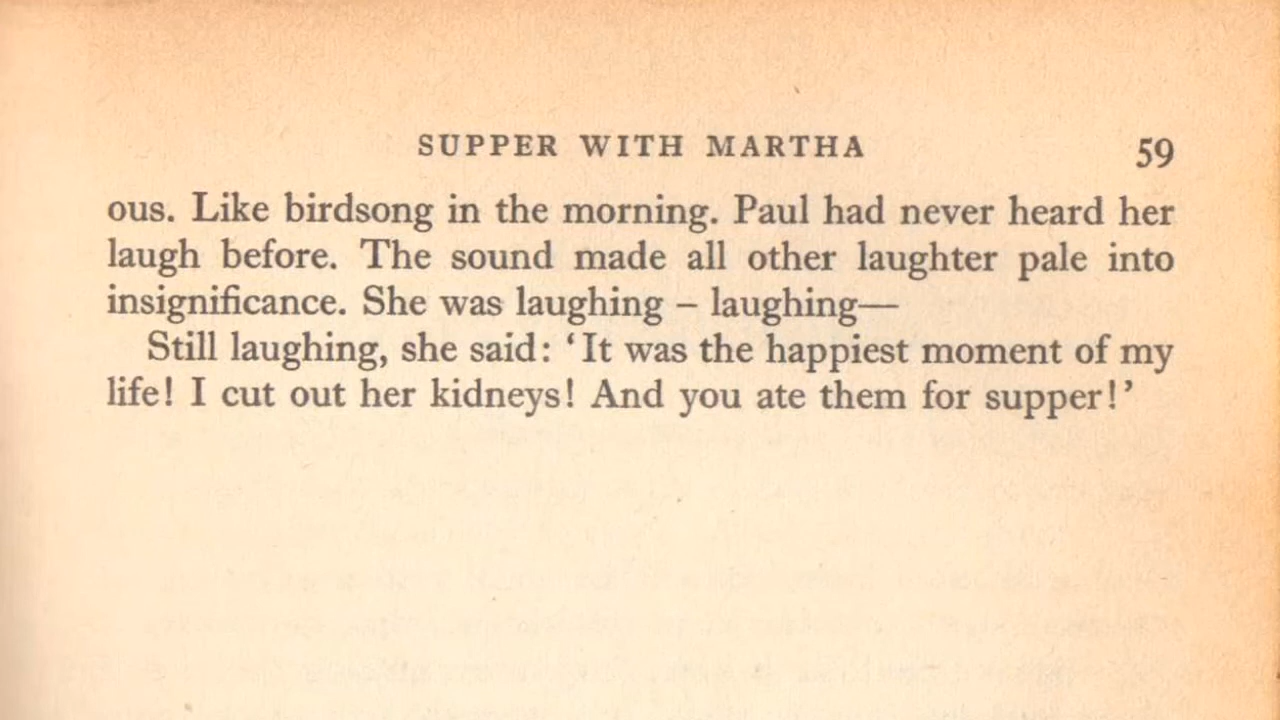 SUPPER WITH MARTHA 59
ous. Like birdsong in the morning. Paul had never heard her
laugh before. The sound made all other laughter pale into
insignificance. She was laughing – laughing—
Still laughing, she said: ‘It was the happiest moment of my
life! I cut out her kidneys! And you ate them for supper!’